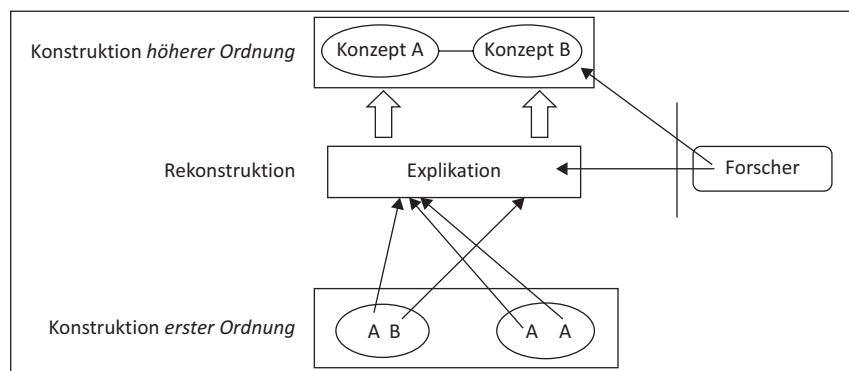 Konstruktion höherer Ordnung
Konzept A
Konzept B
Rekonstruktion
Explikation
Forscher
Konstruktion erster Ordnung
A B
A A